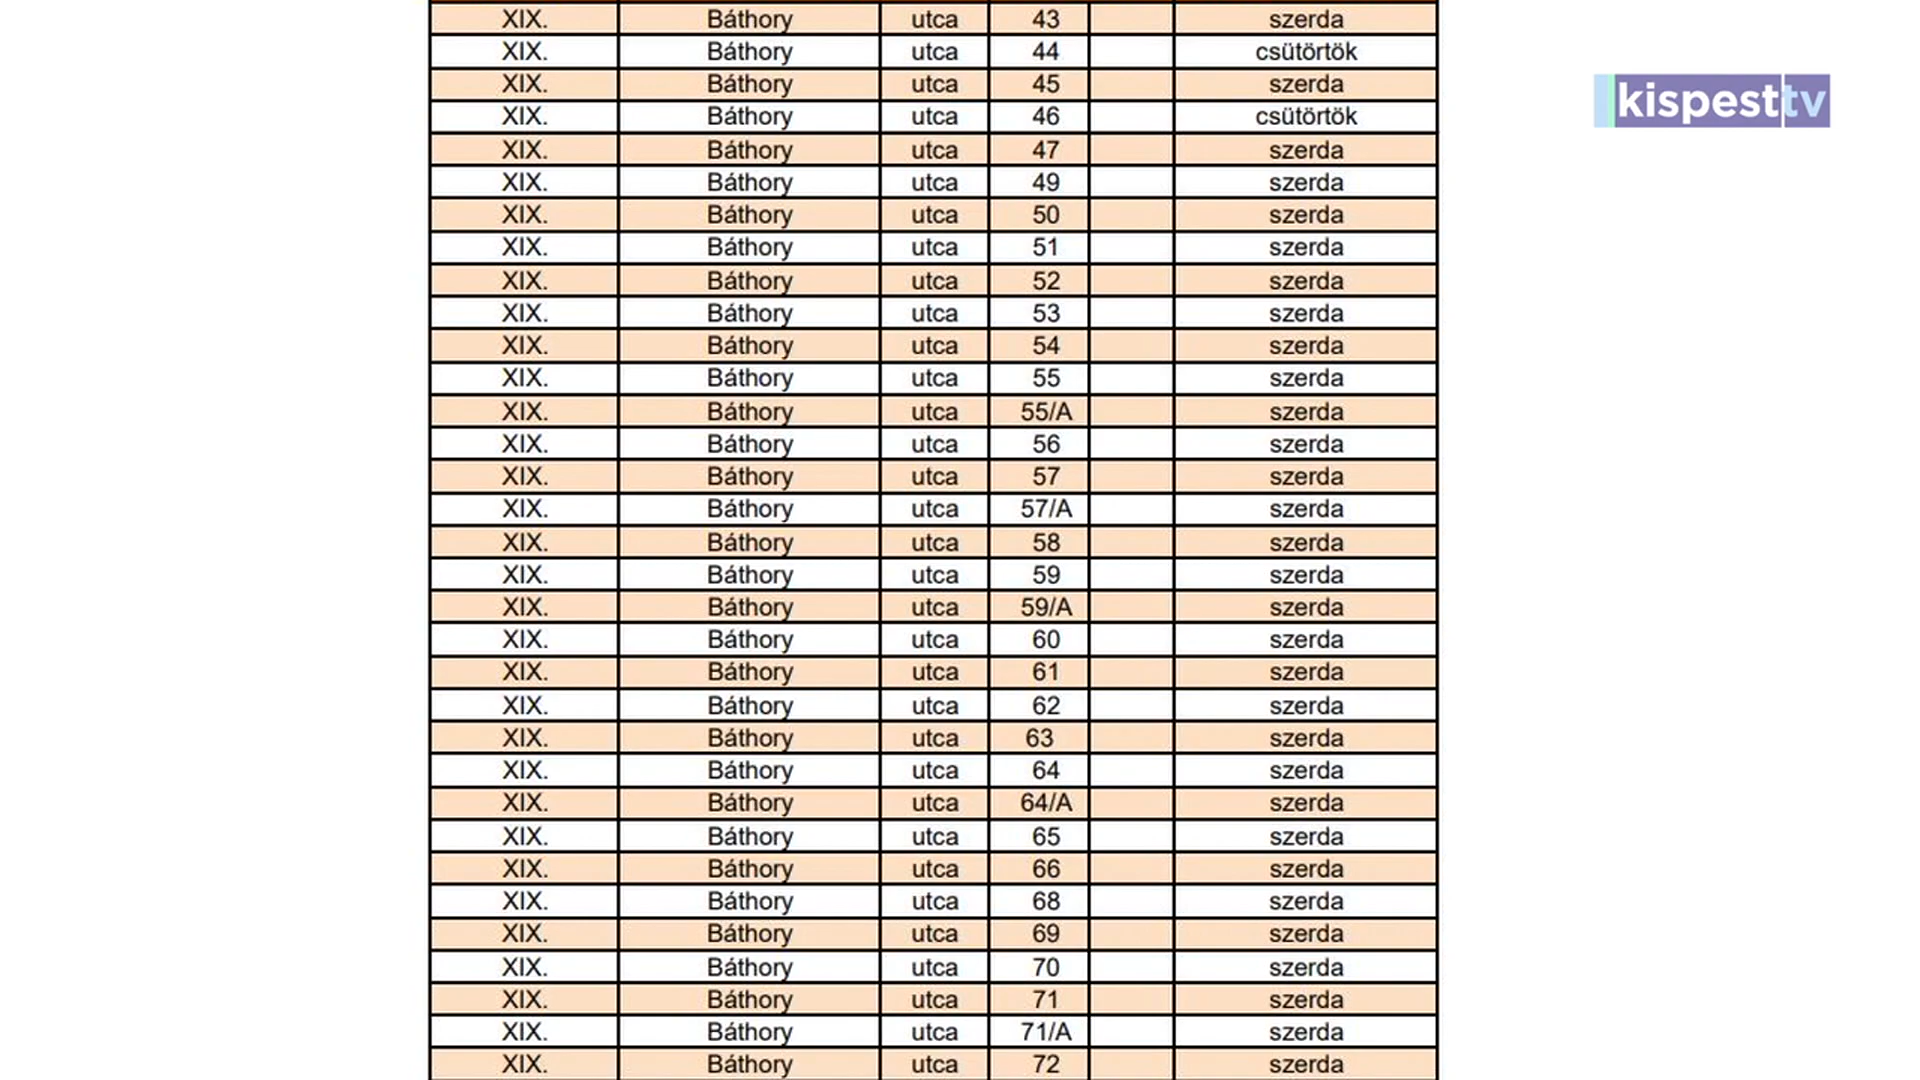 XIX. Báthory utca 43 szerda
XIX. Báthory utca 44 csütörtök
XIX. Báthory utca 45 szerda
XIX. Báthory utca 46 csütörtök
XIX. Báthory utca 47 szerda
XIX. Báthory utca 49 szerda
XIX. Báthory utca 50 szerda
XIX. Báthory utca 51 szerda
XIX. Báthory utca 52 szerda
XIX. Báthory utca 53 szerda
XIX. Báthory utca 54 szerda
XIX. Báthory utca 55 szerda
XIX. Báthory utca 55/A szerda
XIX. Báthory utca 56 szerda
XIX. Báthory utca 57 szerda
XIX. Báthory utca 57/A szerda
XIX. Báthory utca 58 szerda
XIX. Báthory utca 59 szerda
XIX. Báthory utca 59/A szerda
XIX. Báthory utca 60 szerda
XIX. Báthory utca 61 szerda
XIX. Báthory utca 62 szerda
XIX. Báthory utca 63 szerda
XIX. Báthory utca 64 szerda
XIX. Báthory utca 64/A szerda
XIX. Báthory utca 65 szerda
XIX. Báthory utca 66 szerda
XIX. Báthory utca 68 szerda
XIX. Báthory utca 69 szerda
XIX. Báthory utca 70 szerda
XIX. Báthory utca 71 szerda
XIX. Báthory utca 71/A szerda
XIX. Báthory utca 72 szerda
kispest tv